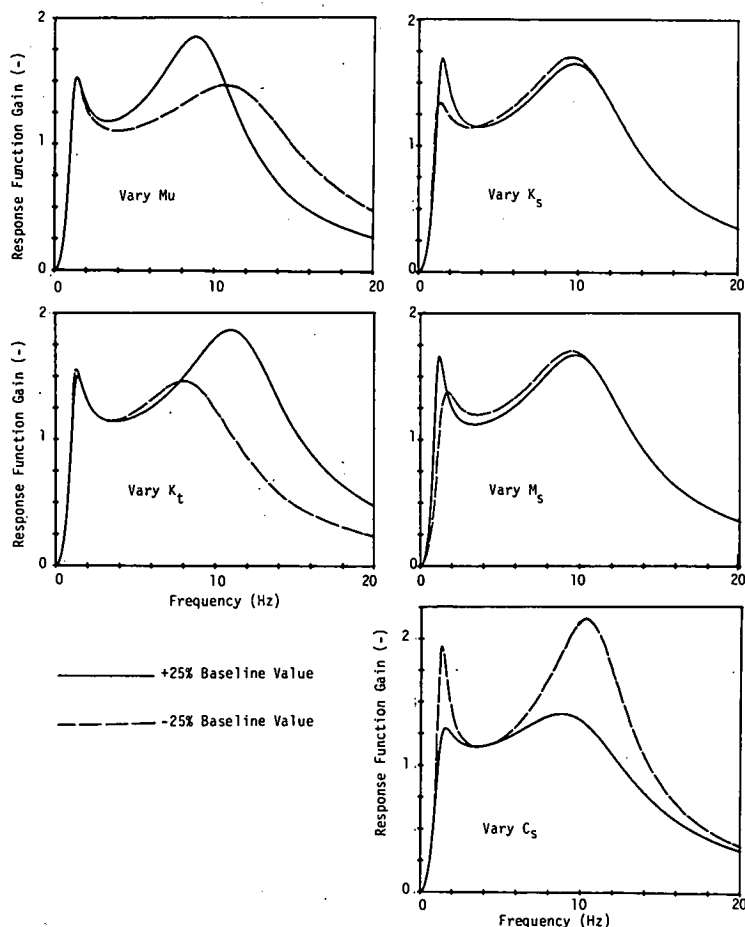 2
Response Function Gain (-)
1
0
Vary Mu
0
10
20
2
1
0
Vary K_s
0
10
20
2
Response Function Gain (-)
1
0
Vary K_t
0
10
20
Frequency (Hz)
2
1
0
Vary M_s
0
10
20
+25% Baseline Value
-25% Baseline Value
2
Response Function Gain (-)
1
0
Vary C_s
0
10
20
Frequency (Hz)